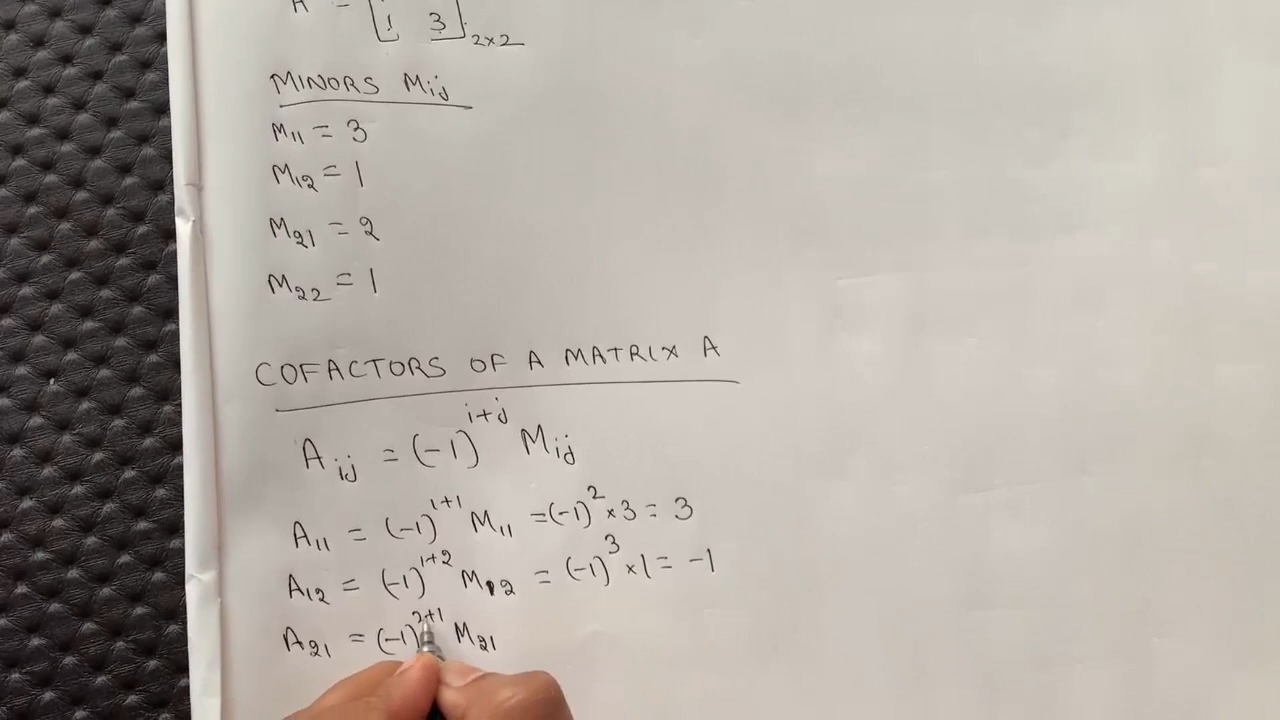 A = [1 3]2×2
MINORS Mij
M11 = 3
M12 = 1
M21 = 2
M22 = 1
COFACTORS OF A MATRIX A
Aij = (-1)^i+j Mij
A11 = (-1)^1+1 M11 = (-1)^2 × 3 = 3
A12 = (-1)^1+2 M12 = (-1)^3 × 1 = -1
A21 = (-1)^2+1 M21